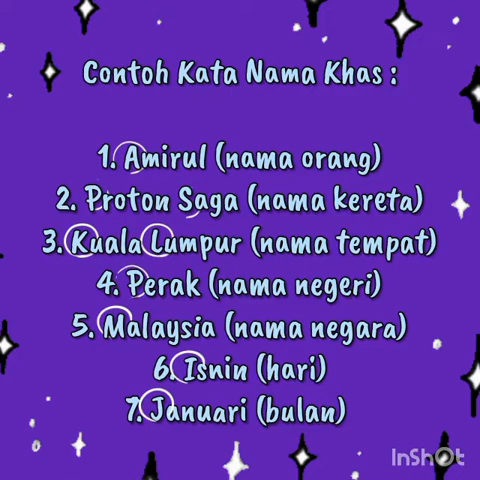 Contoh Kata Nama Khas :
1. Amirul (nama orang)
2. Proton Saga (nama kereta)
3. Kuala Lumpur (nama tempat)
4. Perak (nama negeri)
5. Malaysia (nama negara)
6. Isnin (hari)
7. Januari (bulan)
InShOt